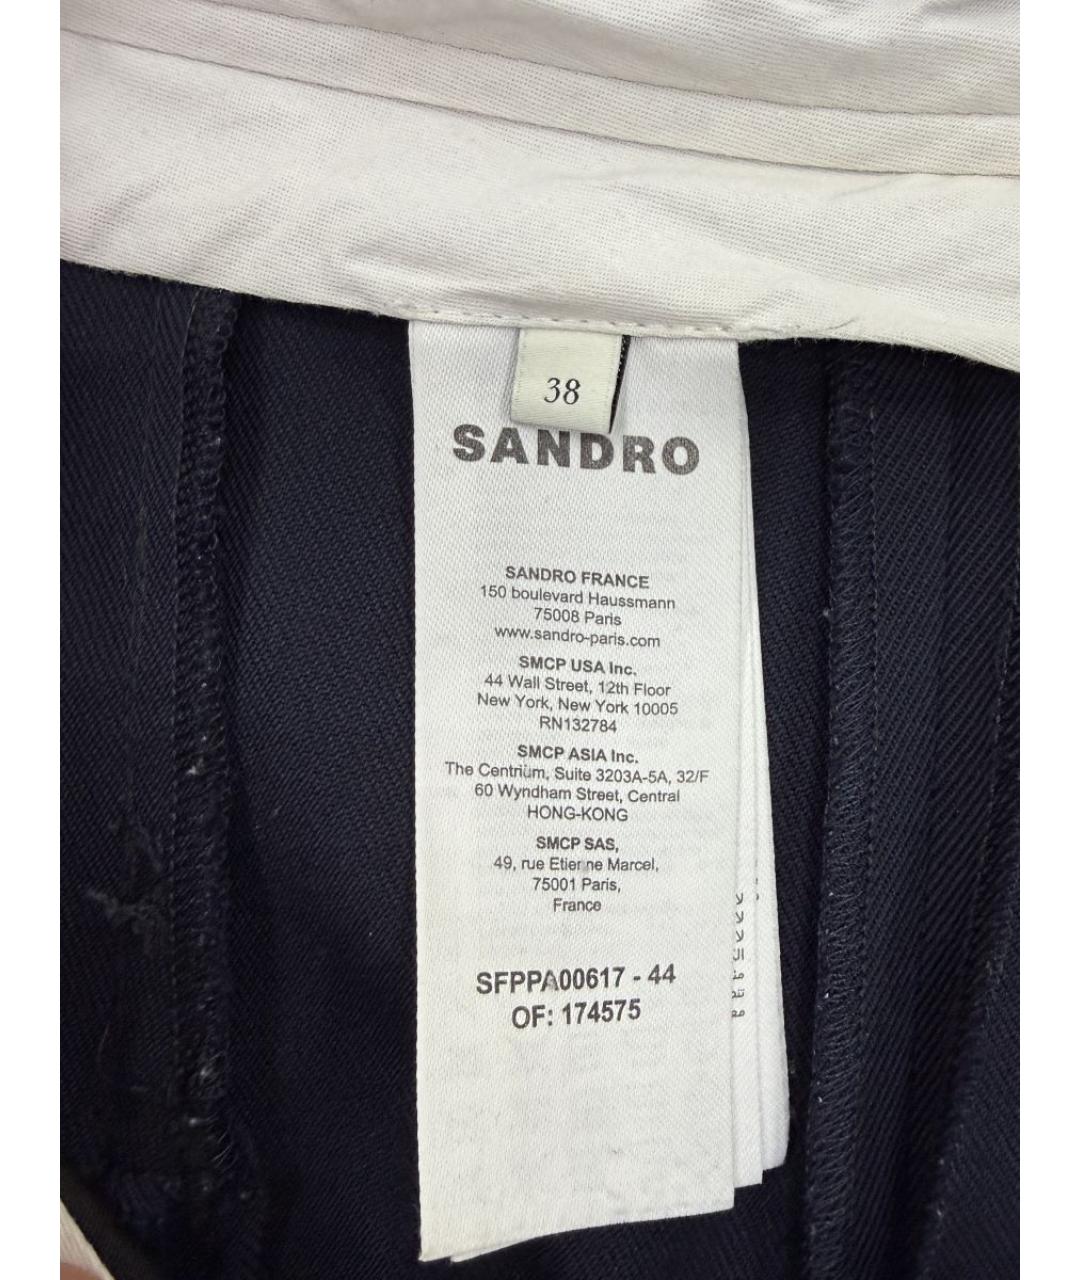 38
SANDRO
SANDRO FRANCE
150 boulevard Haussmann
75008 Paris
www.sandro-paris.com
SMCP USA Inc.
44 Wall Street, 12th Floor
New York, New York 10005
RN132784
SMCP ASIA Inc.
The Centrium, Suite 3203A-5A, 32/F
60 Wyndham Street, Central
HONG-KONG
SMCP SAS,
49, rue Etienne Marcel,
75001 Paris,
France
SFPPA00617 - 44
OF: 174575